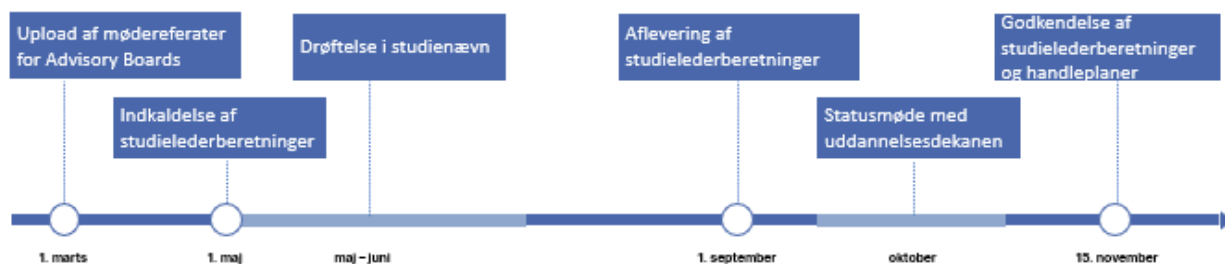 Upload af mødereferater
for Advisory Boards
Indkaldelse af
studielederberetninger
Drøftelse i studienævn
Aflevering af
studielederberetninger
Statusmøde med
uddannelsesdekanen
Godkendelse af
studielederberetninger
og handleplaner
1. marts
1. maj
maj – juni
1. september
oktober
15. november